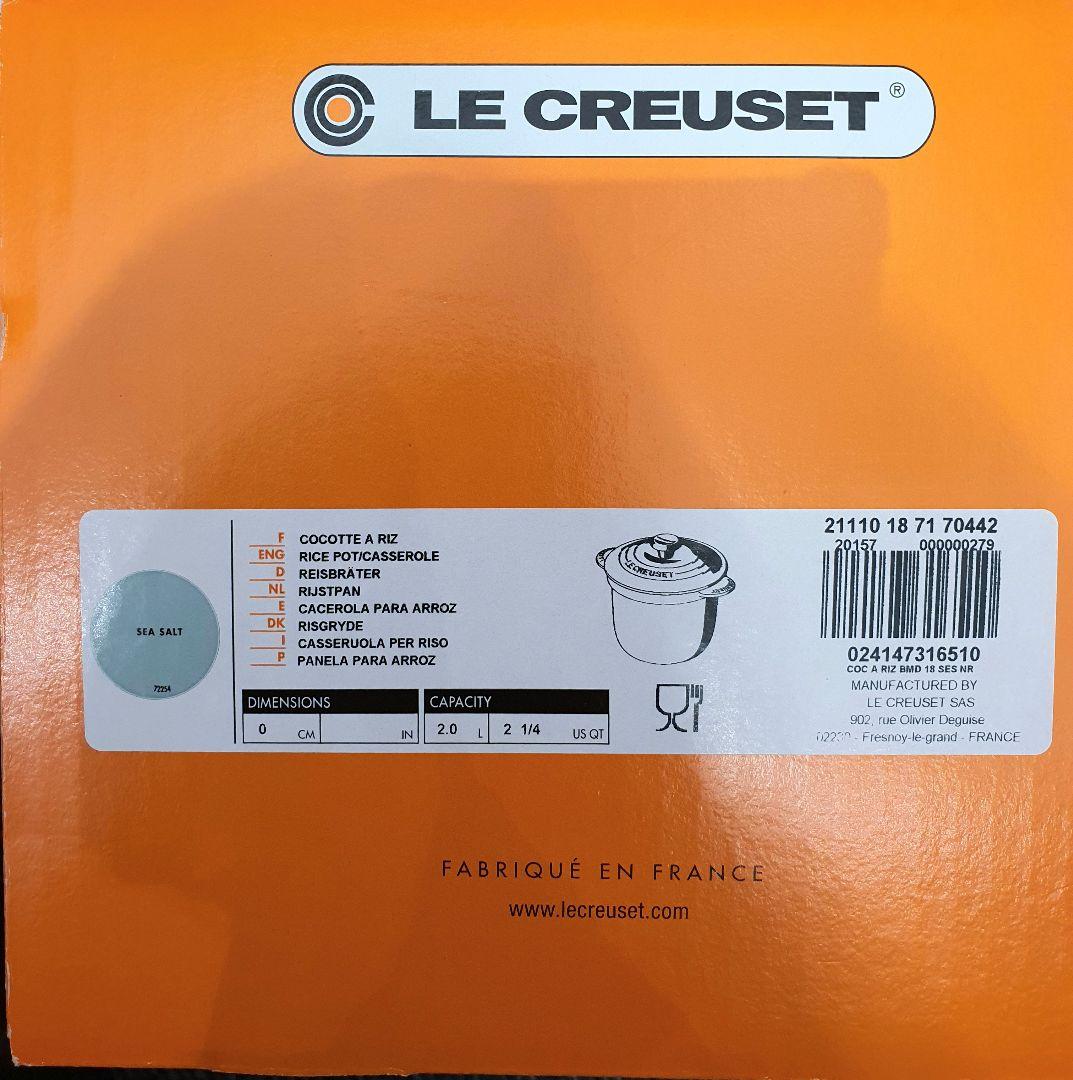 LE CREUSET ®
SEA SALT
72254
F COCOTTE A RIZ
ENG RICE POT/CASSEROLE
D REISBRÄTER
NL RIJSTPAN
E CACEROLA PARA ARROZ
DK RISGRYDE
I CASSERUOLA PER RISO
P PANELA PARA ARROZ
DIMENSIONS
0 CM IN
CAPACITY
2.0 L 2 1/4 US QT
LE CREUSET
21110 18 71 70442
20157 000000279
024147316510
COC A RIZ BMD 18 SES NR
MANUFACTURED BY
LE CREUSET SAS
902, rue Olivier Deguise
- Fresnoy-le-grand - FRANCE
FABRIQUÉ EN FRANCE
www.lecreuset.com